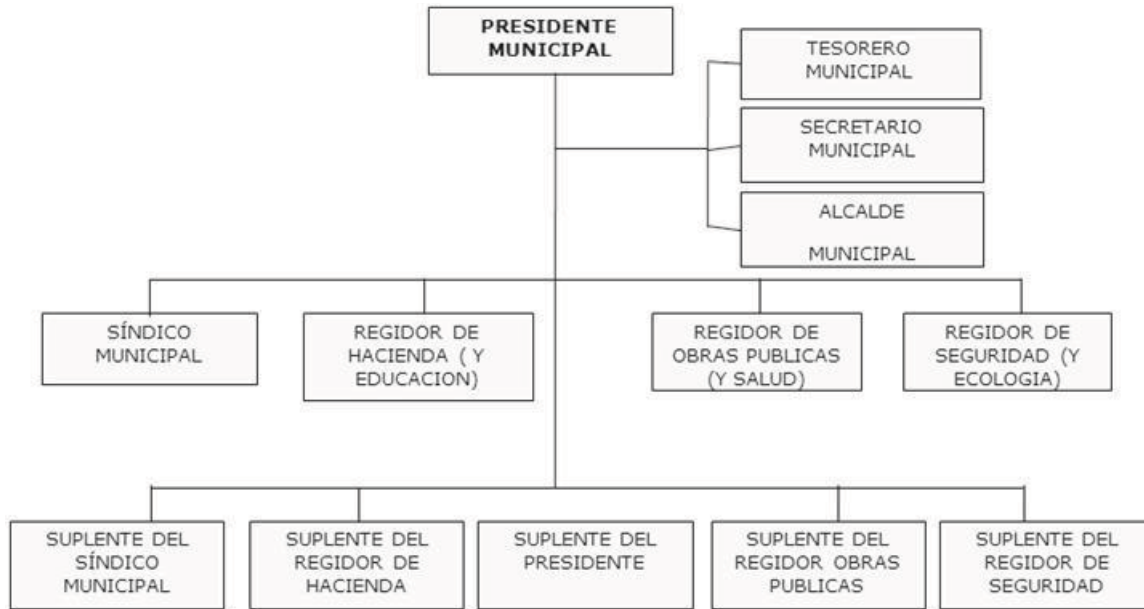 PRESIDENTE
MUNICIPAL
TESORERO
MUNICIPAL
SECRETARIO
MUNICIPAL
ALCALDE
MUNICIPAL
SÍNDICO
MUNICIPAL
REGIDOR DE
HACIENDA ( Y
EDUCACION)
REGIDOR DE
OBRAS PUBLICAS
(Y SALUD)
REGIDOR DE
SEGURIDAD (Y
ECOLOGIA)
SUPLENTE DEL
SÍNDICO
MUNICIPAL
SUPLENTE DEL
REGIDOR DE
HACIENDA
SUPLENTE DEL
PRESIDENTE
SUPLENTE DEL
REGIDOR OBRAS
PUBLICAS
SUPLENTE DEL
REGIDOR DE
SEGURIDAD